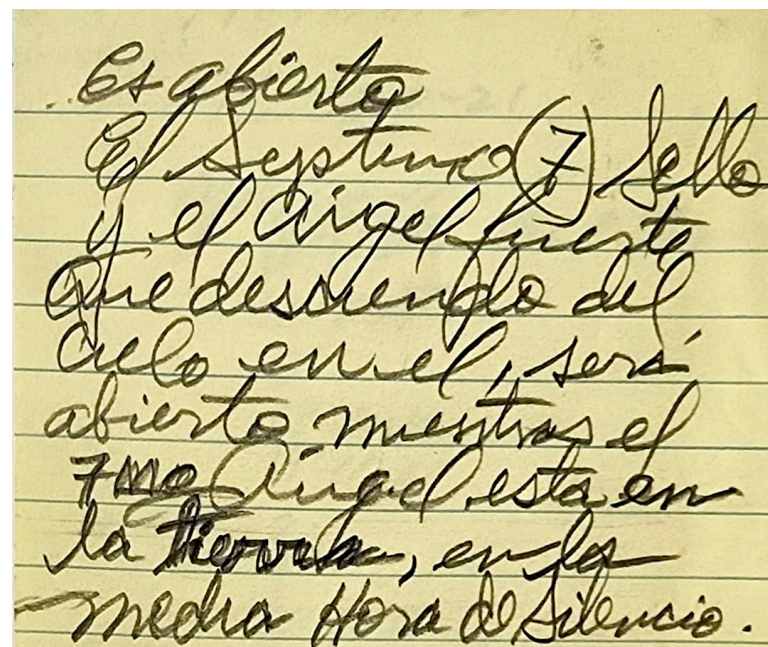 Es abierto
El Septimo (7) Sello
y el Angel fuerte
que desciende del
cielo en el, será
abierto mientras el
7mo Angel esta en
la tierra, en la
media Hora de Silencio.